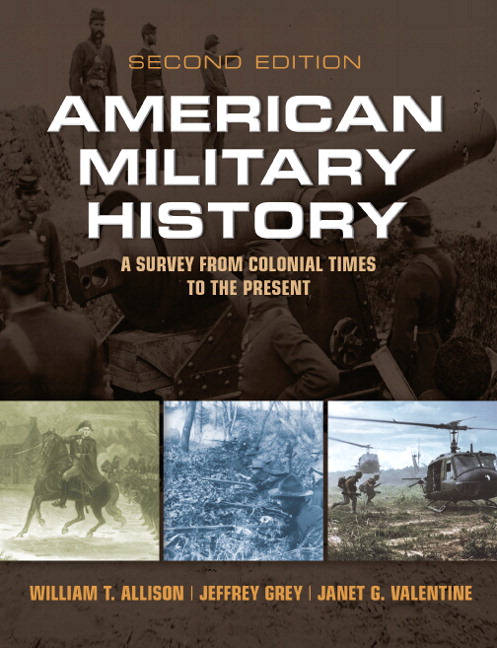 SECOND EDITION
AMERICAN
MILITARY
HISTORY
A SURVEY FROM COLONIAL TIMES
TO THE PRESENT
WILLIAM T. ALLISON | JEFFREY GREY | JANET G. VALENTINE